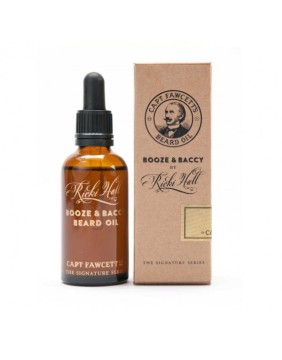 Ricki Hall
BOOZE & BACCY
BEARD OIL
CAPT FAWCETT'S
THE SIGNATURE SERIES
CAPT FAWCETT'S
BEARD OIL
BOOZE & BACCY
BY
Ricki Hall
THE SIGNATURE SERIES